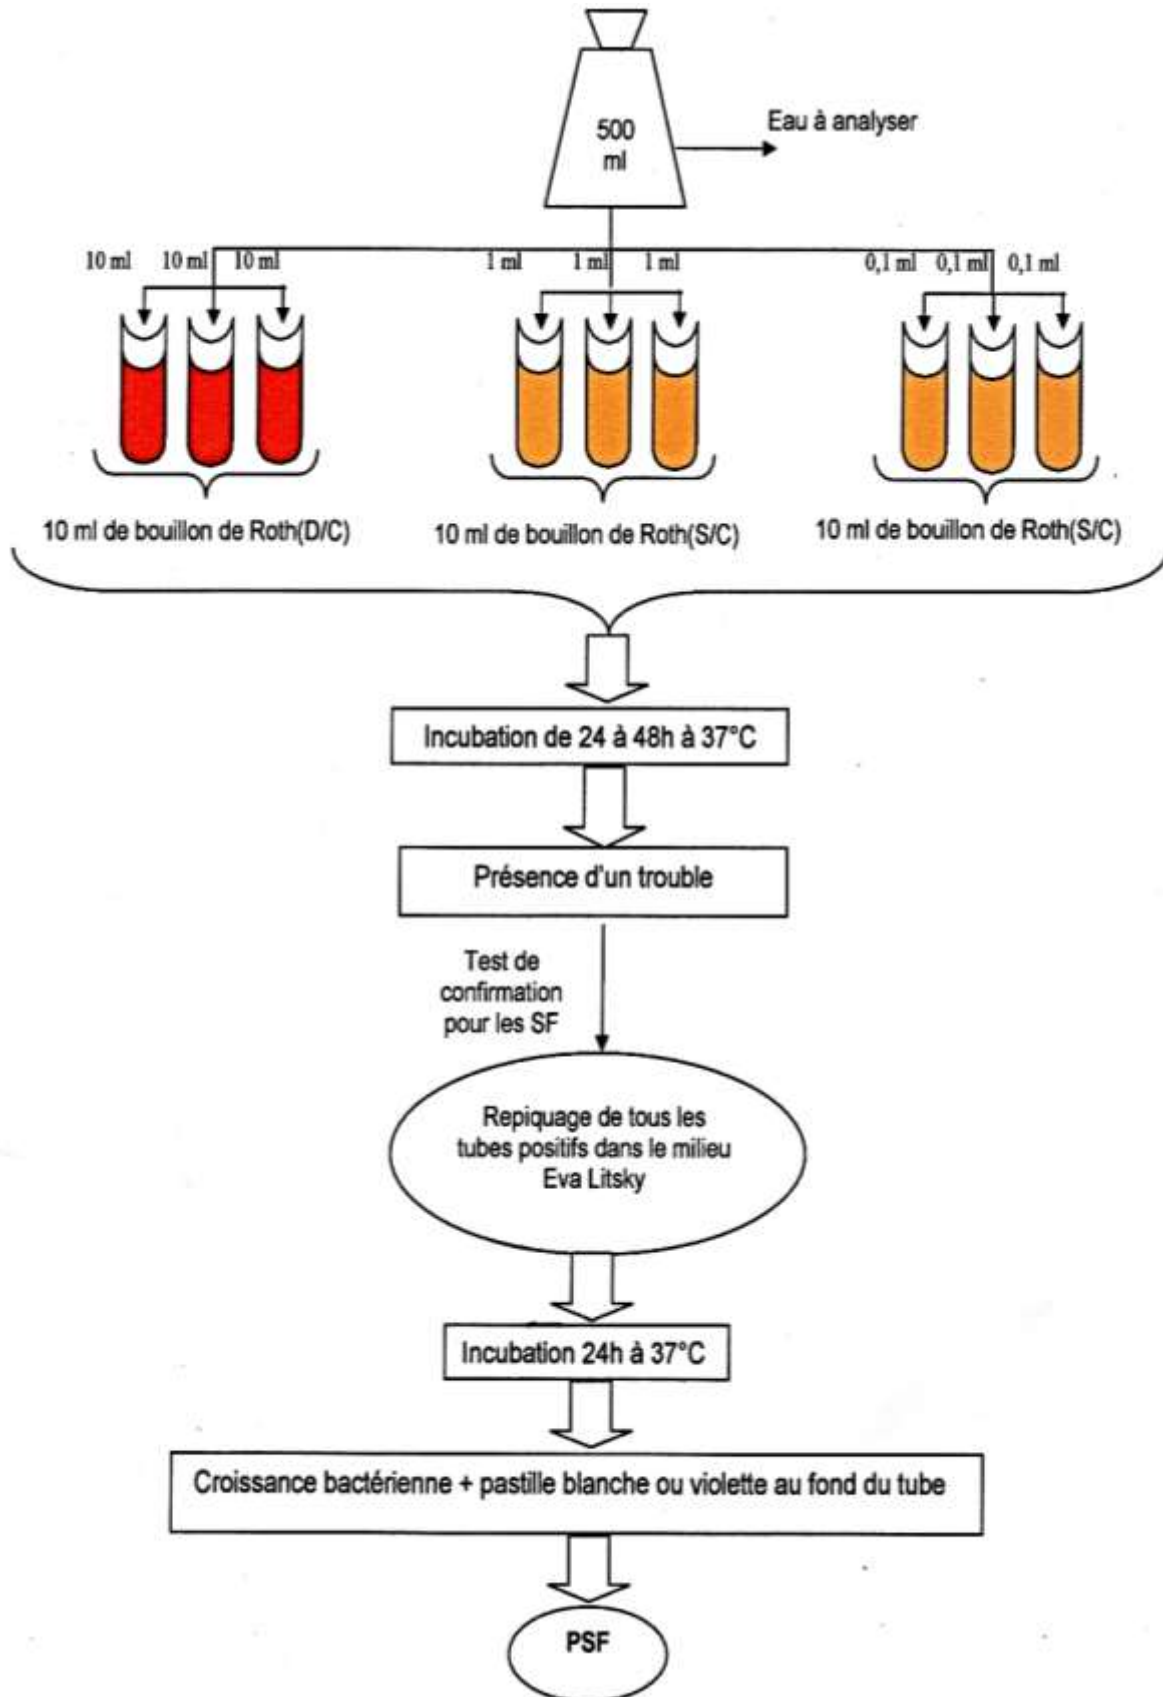 500
ml
Eau à analyser
10 ml 10 ml 10 ml
1 ml 1 ml 1 ml
0,1 ml 0,1 ml 0,1 ml
10 ml de bouillon de Roth(D/C)
10 ml de bouillon de Roth(S/C)
10 ml de bouillon de Roth(S/C)
Incubation de 24 à 48h à 37°C
Présence d'un trouble
Test de
confirmation
pour les SF
Repiquage de tous les
tubes positifs dans le milieu
Eva Litsky
Incubation 24h à 37°C
Croissance bactérienne + pastille blanche ou violette au fond du tube
PSF